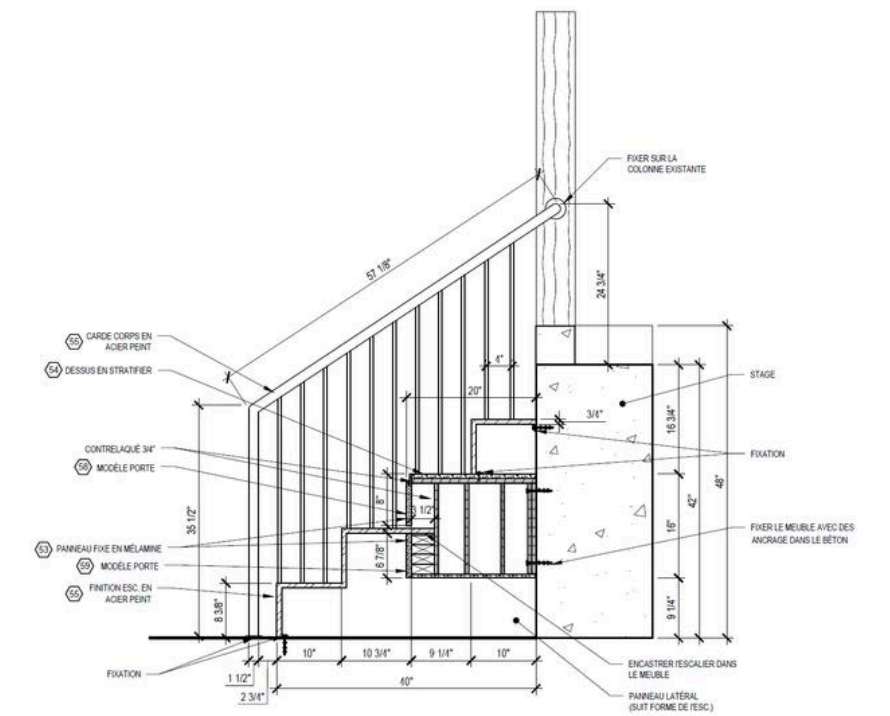 FIXER SUR LA
COLONNE EXISTANTE
57 1/8"
24 3/4"
55
CARDE CORPS EN
ACIER PEINT
54
DESSUS EN STRATIFIER
4"
20"
3/4"
STAGE
16 3/4"
CONTRELAQUÉ 3/4"
58
MODÈLE PORTE
FIXATION
48"
42"
35 1/2"
8"
3 1/2"
16"
53
PANNEAU FIXE EN MÉLAMINE
59
MODÈLE PORTE
6 7/8"
FIXER LE MEUBLE AVEC DES
ANCRAGE DANS LE BÉTON
55
FINITION ESC. EN
ACIER PEINT
8 3/8"
9 1/4"
FIXATION
10"
10 3/4"
9 1/4"
10"
1 1/2"
2 3/4"
40"
ENCASTRER l'ESCALIER DANS
LE MEUBLE
PANNEAU LATÉRAL
(SUIT FORME DE l'ESC.)